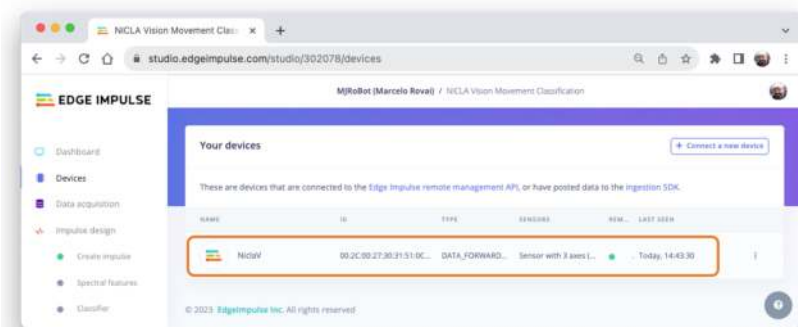 NICLA Vision Movement Class
studio.edgeimpulse.com/studio/302078/devices
EDGE IMPULSE
MJRoBot (Marcelo Rovai) / NICLA Vision Movement Classification
Dashboard
Devices
Data acquisition
Impulse design
Create impulse
Spectral features
Classifier
Your devices
+ Connect a new device
These are devices that are connected to the Edge Impulse remote management API, or have posted data to the ingestion SDK.
NAME ID TYPE SENSORS REM... LAST SEEN
NiclaV 00:2C:00:27:30:31:51:0C... DATA_FORWARD... Sensor with 3 axes (... Today, 14:43:30
© 2023 EdgeImpulse Inc. All rights reserved